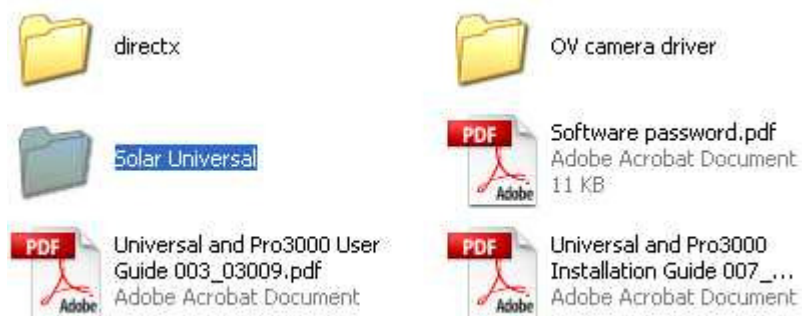 directx
OV camera driver
Solar Universal
PDF
Adobe
Software password.pdf
Adobe Acrobat Document
11 KB
PDF
Adobe
Universal and Pro3000 User
Guide 003_03009.pdf
Adobe Acrobat Document
PDF
Adobe
Universal and Pro3000
Installation Guide 007_...
Adobe Acrobat Document